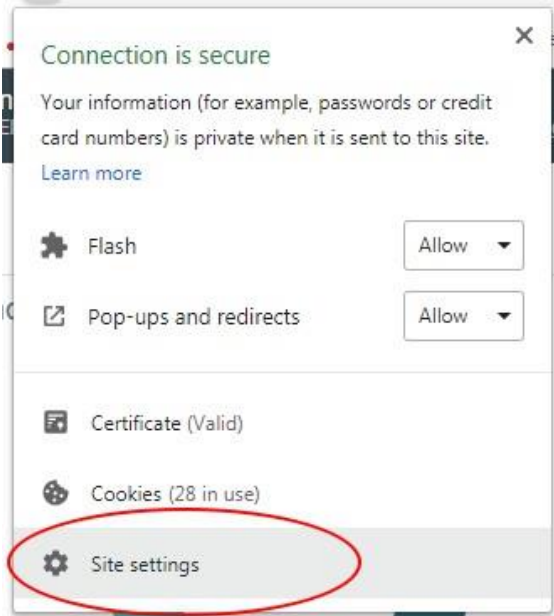 Connection is secure
Your information (for example, passwords or credit
card numbers) is private when it is sent to this site.
Learn more
Flash Allow
Pop-ups and redirects Allow
Certificate (Valid)
Cookies (28 in use)
Site settings